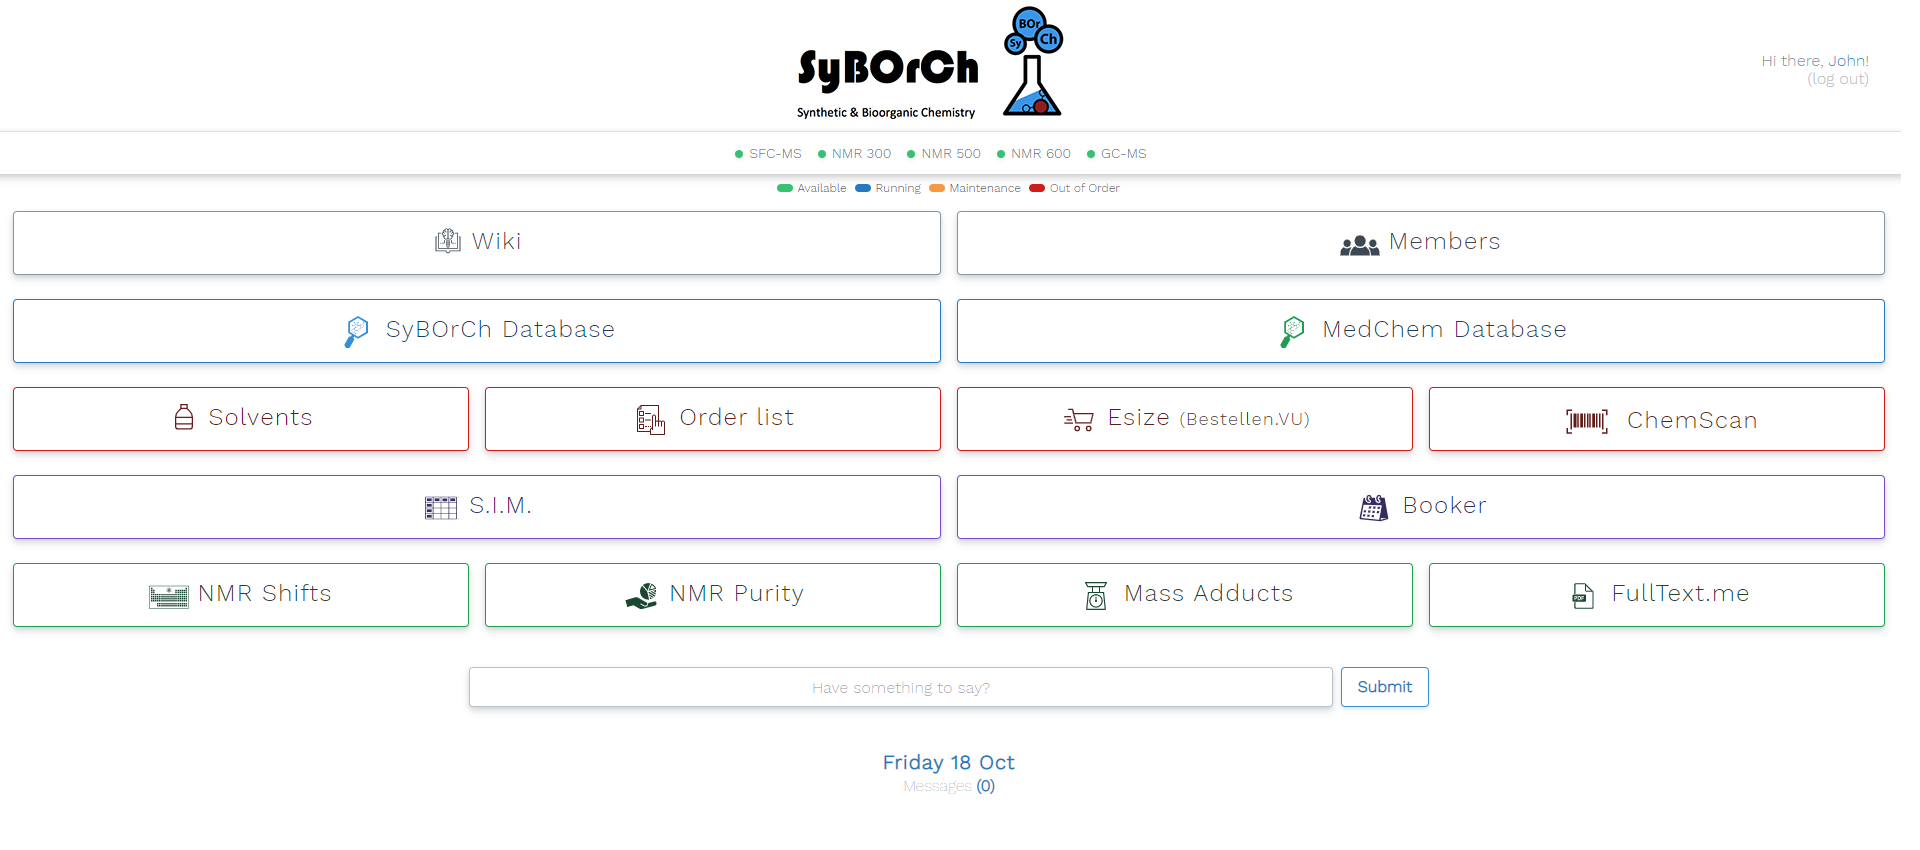 SyBOrCh
BOr
Sy
Ch
Synthetic & Bioorganic Chemistry
Hi there, John!
(log out)
SFC-MS NMR 300 NMR 500 NMR 600 GC-MS
Available Running Maintenance Out of Order
Wiki
Members
SyBOrCh Database
MedChem Database
Solvents
Order list
Esize (Bestellen.VU)
ChemScan
S.I.M.
Booker
NMR Shifts
NMR Purity
Mass Adducts
PDF
FullText.me
Have something to say?
Submit
Friday 18 Oct
Messages (0)